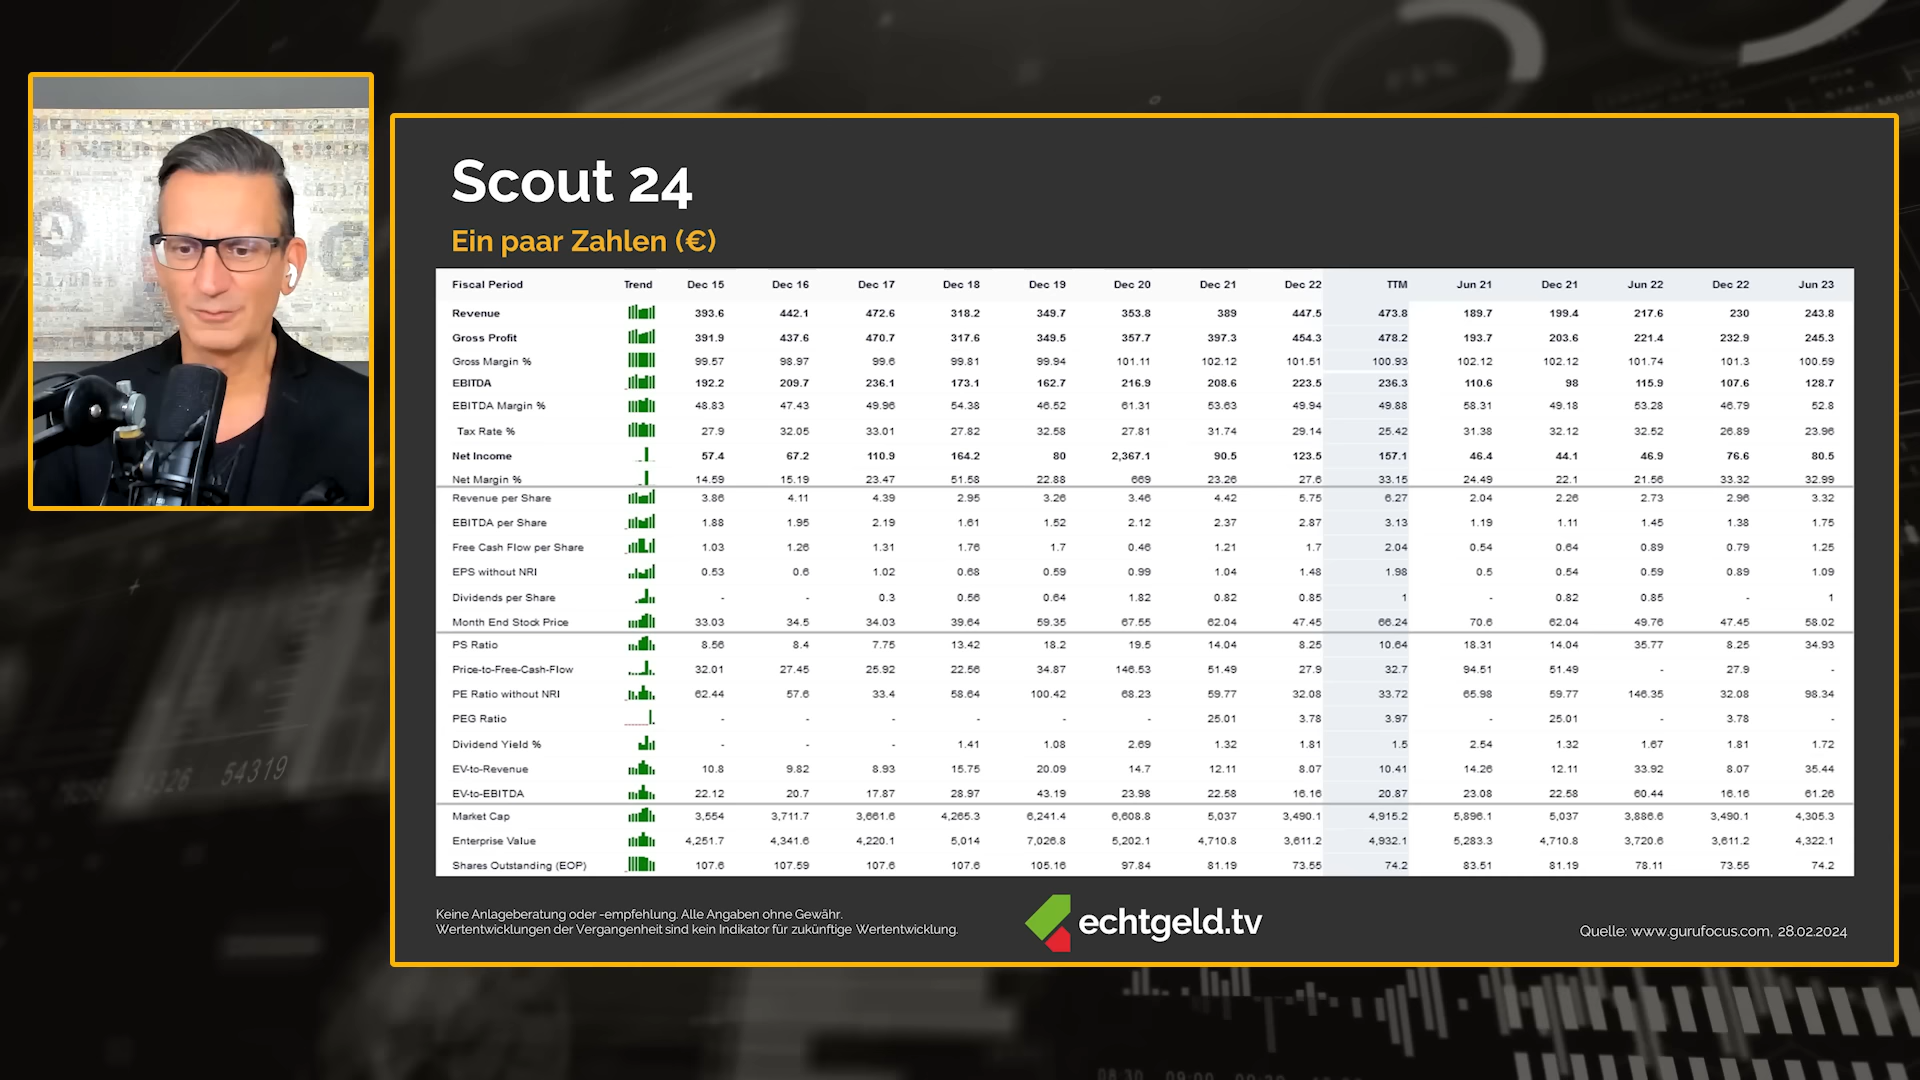 Scout 24
Ein paar Zahlen (€)
Fiscal Period Trend Dec 15 Dec 16 Dec 17 Dec 18 Dec 19 Dec 20 Dec 21 Dec 22 TTM Jun 21 Dec 21 Jun 22 Dec 22 Jun 23
Revenue 393.6 442.1 472.6 318.2 349.7 353.8 389 447.5 473.8 189.7 199.4 217.6 230 243.8
Gross Profit 391.9 437.6 470.7 317.6 349.5 357.7 397.3 454.3 478.2 193.7 203.6 221.4 232.9 245.3
Gross Margin % 99.57 98.97 99.6 99.81 99.94 101.11 102.12 101.51 100.93 102.12 102.12 101.74 101.3 100.59
EBITDA 192.2 209.7 236.1 173.1 162.7 216.9 208.6 223.5 236.3 110.6 98 115.9 107.6 128.7
EBITDA Margin % 48.83 47.43 49.96 54.38 46.52 61.31 53.63 49.94 49.88 58.31 49.18 53.28 46.79 52.8
Tax Rate % 27.9 32.05 33.01 27.82 32.58 27.81 31.74 29.14 25.42 31.38 32.12 32.52 26.89 23.96
Net Income 57.4 67.2 110.9 164.2 80 2,367.1 90.5 123.5 157.1 46.4 44.1 46.9 76.6 80.5
Net Margin % 14.59 15.19 23.47 51.58 22.88 669 23.26 27.6 33.15 24.49 22.1 21.56 33.32 32.99
Revenue per Share 3.86 4.11 4.39 2.95 3.26 3.46 4.42 5.75 6.27 2.04 2.26 2.73 2.96 3.32
EBITDA per Share 1.88 1.95 2.19 1.61 1.52 2.12 2.37 2.87 3.13 1.19 1.11 1.45 1.38 1.75
Free Cash Flow per Share 1.03 1.26 1.31 1.76 1.7 0.46 1.21 1.7 2.04 0.54 0.64 0.89 0.79 1.25
EPS without NRI 0.53 0.6 1.02 0.68 0.59 0.99 1.04 1.48 1.98 0.5 0.54 0.59 0.89 1.09
Dividends per Share - - 0.3 0.56 0.64 1.82 0.82 0.85 1 - 0.82 0.85 - 1
Month End Stock Price 33.03 34.5 34.03 39.64 59.35 67.55 62.04 47.45 66.24 70.6 62.04 49.76 47.45 58.02
PS Ratio 8.56 8.4 7.75 13.42 18.2 19.5 14.04 8.25 10.64 18.31 14.04 35.77 8.25 34.93
Price-to-Free-Cash-Flow 32.01 27.45 25.92 22.56 34.87 146.53 51.49 27.9 32.7 94.51 51.49 - 27.9 -
PE Ratio without NRI 62.44 57.6 33.4 58.64 100.42 68.23 59.77 32.08 33.72 65.98 59.77 146.35 32.08 98.34
PEG Ratio - - - - - - 25.01 3.78 3.97 - 25.01 - 3.78 -
Dividend Yield % - - - 1.41 1.08 2.69 1.32 1.81 1.5 2.54 1.32 1.67 1.81 1.72
EV-to-Revenue 10.8 9.82 8.93 15.75 20.09 14.7 12.11 8.07 10.41 14.26 12.11 33.92 8.07 35.44
EV-to-EBITDA 22.12 20.7 17.87 28.97 43.19 23.98 22.58 16.16 20.87 23.08 22.58 60.44 16.16 61.26
Market Cap 3,554 3,711.7 3,661.6 4,265.3 6,241.4 6,608.8 5,037 3,490.1 4,915.2 5,896.1 5,037 3,886.6 3,490.1 4,305.3
Enterprise Value 4,251.7 4,341.6 4,220.1 5,014 7,026.8 5,202.1 4,710.8 3,611.2 4,932.1 5,283.3 4,710.8 3,720.6 3,611.2 4,322.1
Shares Outstanding (EOP) 107.6 107.59 107.6 107.6 105.16 97.84 81.19 73.55 74.2 83.51 81.19 78.11 73.55 74.2
Keine Anlageberatung oder -empfehlung. Alle Angaben ohne Gewähr.
Wertentwicklungen der Vergangenheit sind kein Indikator für zukünftige Wertentwicklung.
echtgeld.tv
Quelle: www.gurufocus.com, 28.02.2024
54319